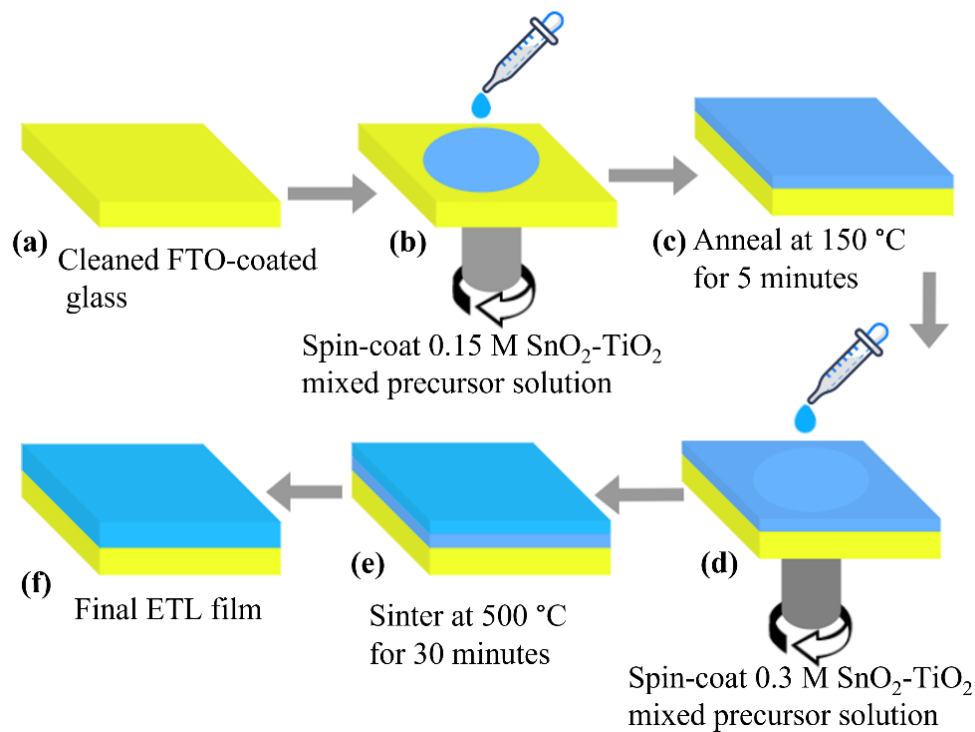 (a)
Cleaned FTO-coated
glass
(b)
Spin-coat 0.15 M SnO₂-TiO₂
mixed precursor solution
(c) Anneal at 150 °C
for 5 minutes
(d)
Spin-coat 0.3 M SnO₂-TiO₂
mixed precursor solution
(e)
Sinter at 500 °C
for 30 minutes
(f)
Final ETL film